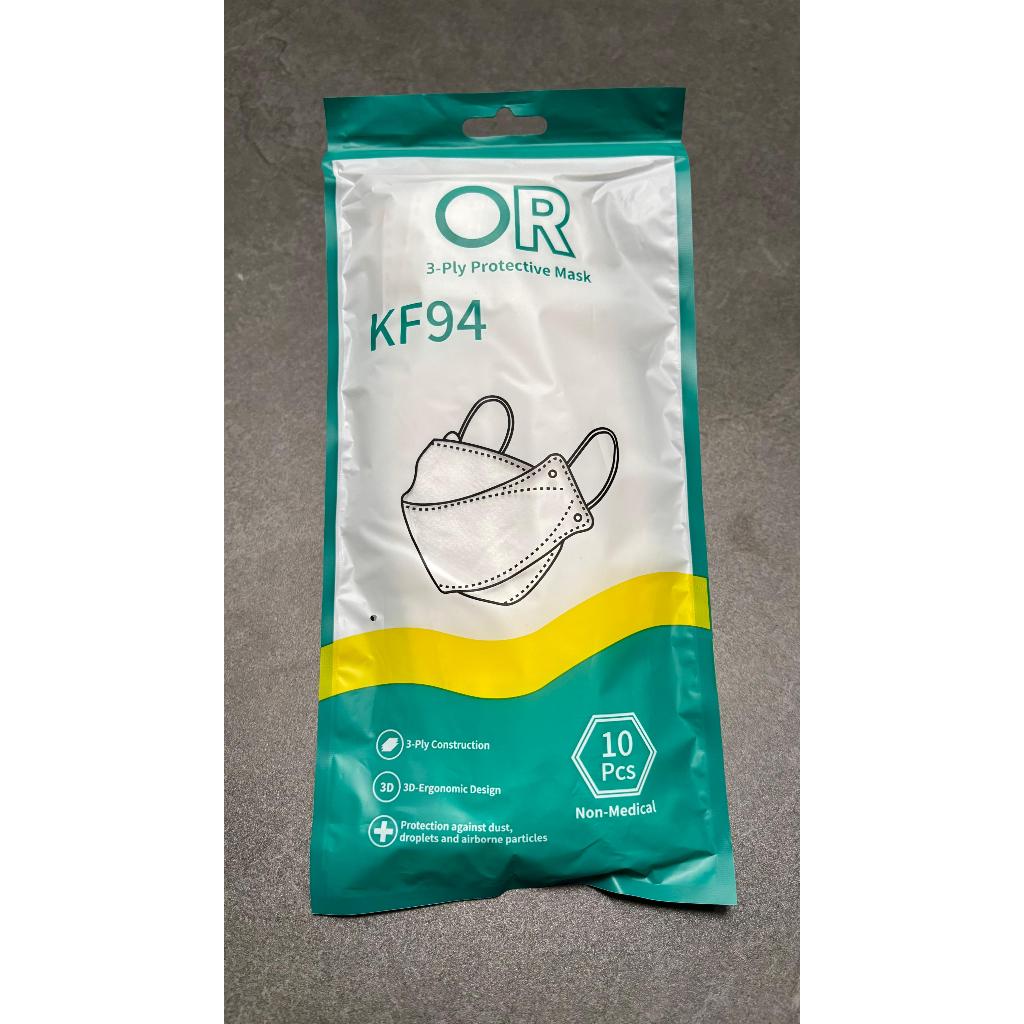 OR
3-Ply Protective Mask
KF94
3-Ply Construction
3D
3D-Ergonomic Design
Protection against dust,
droplets and airborne particles
10
Pcs
Non-Medical